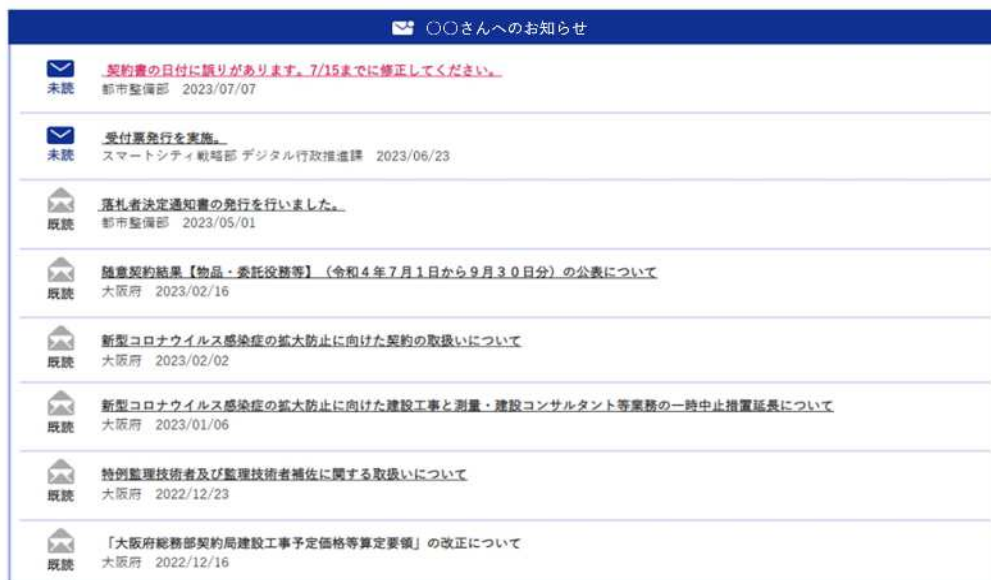 〇〇さんへのお知らせ
契約書の日付に誤りがあります。7/15までに修正してください。
未読
都市整備部 2023/07/07
受付票発行を実施。
未読
スマートシティ戦略部 デジタル行政推進課 2023/06/23
落札者決定通知書の発行を行いました。
既読
都市整備部 2023/05/01
随意契約結果【物品・委託役務等】（令和４年７月１日から９月３０日分）の公表について
既読
大阪府 2023/02/16
新型コロナウイルス感染症の拡大防止に向けた契約の取扱いについて
既読
大阪府 2023/02/02
新型コロナウイルス感染症の拡大防止に向けた建設工事と測量・建設コンサルタント等業務の一時中止措置延長について
既読
大阪府 2023/01/06
特例監理技術者及び監理技術者補佐に関する取扱いについて
既読
大阪府 2022/12/23
「大阪府総務部契約局建設工事予定価格等算定要領」の改正について
既読
大阪府 2022/12/16